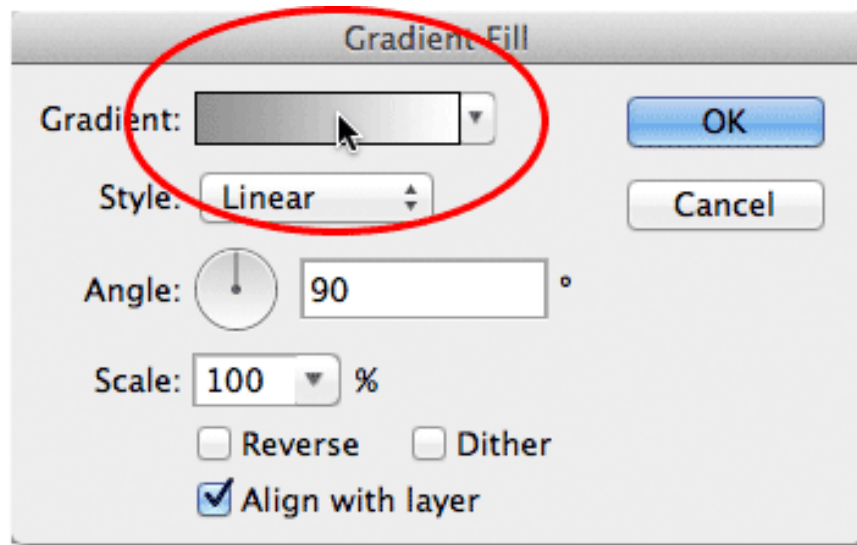 Gradient Fill
Gradient: OK
Style: Linear Cancel
Angle: 90 °
Scale: 100 %
Reverse Dither
Align with layer